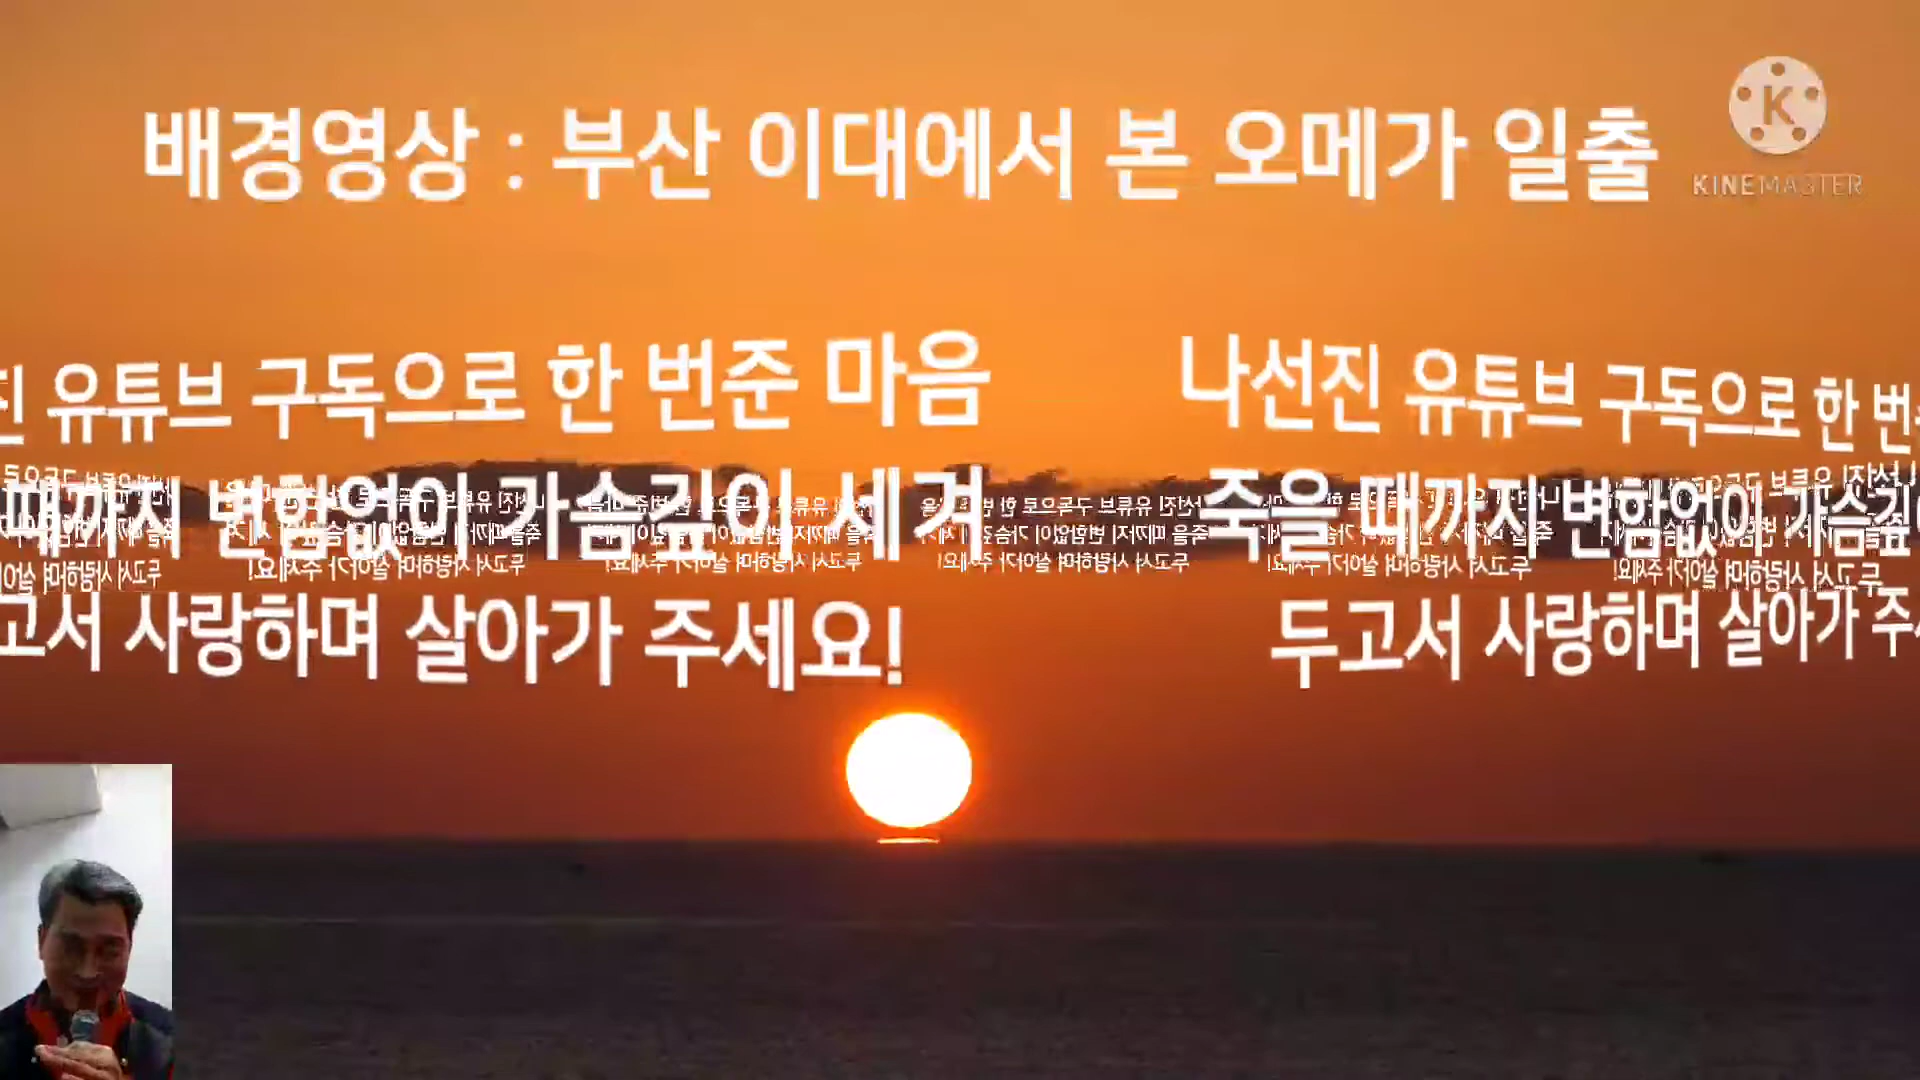 배경영상 : 부산 이대에서 본 오메가 일출
KINEMASTER
진 유튜브 구독으로 한 번준 마음
때까지 변함없이 가슴깊이 새겨
두고서 사랑하며 살아가 주세요!
나선진 유튜브 구독으로 한 번
죽을 때까지 변함없이 가슴깊
두고서 사랑하며 살아가 주